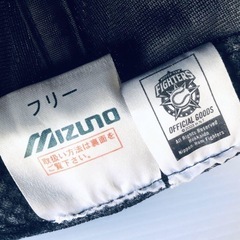 フリー
MIZUNO
取扱い方法は裏面を
ご覧下さい。
FIGHTERS
OFFICIAL GOODS
All Rights Reserved
Hokkaido
Nippon-Ham Fighters